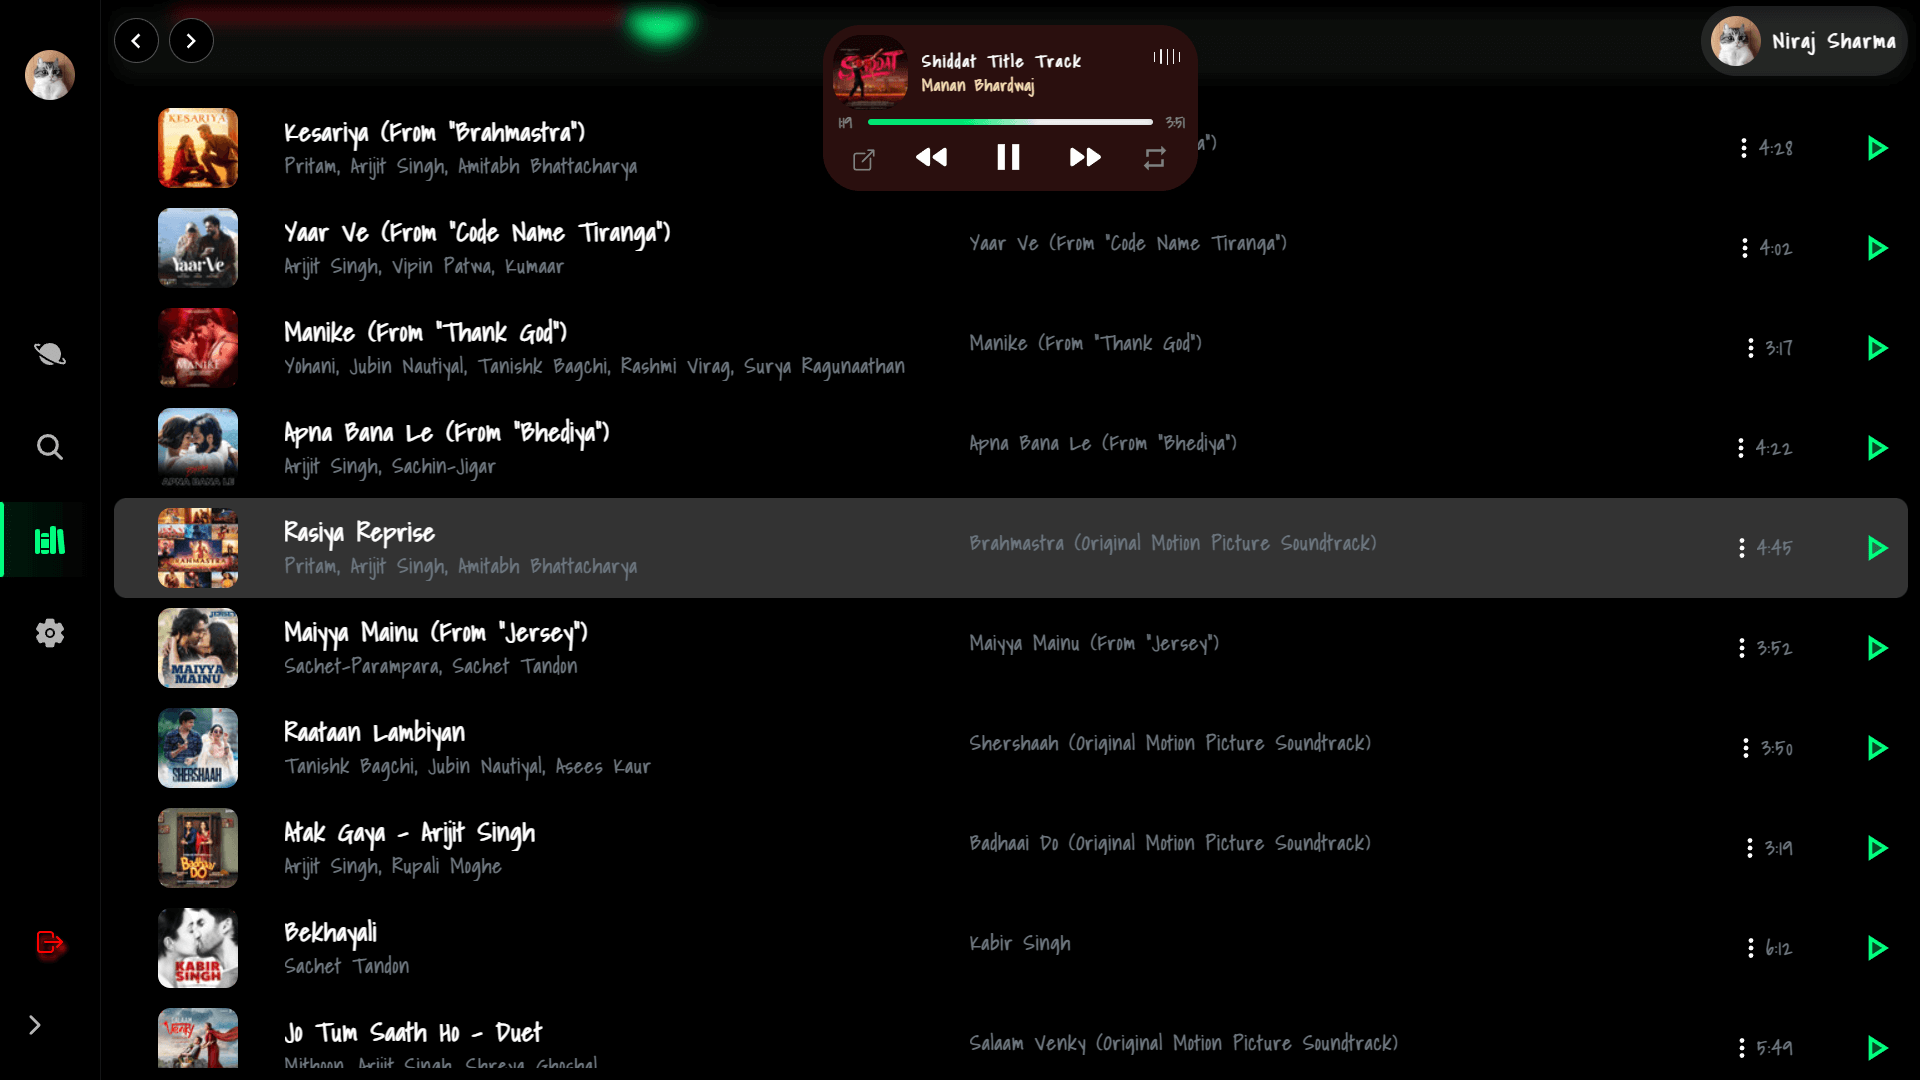 Niraj Sharma
SHIDDAT
Shiddat Title Track
Manan Bhardwaj
1:19
3:51
KESARIYA
Kesariya (From "Brahmastra")
Pritam, Arijit Singh, Amitabh Bhattacharya
a")
4:28
Yaar Ve
Yaar Ve (From "Code Name Tiranga")
Arijit Singh, Vipin Patwa, Kumaar
Yaar Ve (From "Code Name Tiranga")
4:02
MANIKE
Manike (From "Thank God")
Yohani, Jubin Nautiyal, Tanishk Bagchi, Rashmi Virag, Surya Ragunaathan
Manike (From "Thank God")
3:17
APNA BANA LE
Apna Bana Le (From "Bhediya")
Arijit Singh, Sachin-Jigar
Apna Bana Le (From "Bhediya")
4:22
BRAHMASTRA
Rasiya Reprise
Pritam, Arijit Singh, Amitabh Bhattacharya
Brahmastra (Original Motion Picture Soundtrack)
4:45
JERSEY
MAIYYA
MAINU
Maiyya Mainu (From "Jersey")
Sachet-Parampara, Sachet Tandon
Maiyya Mainu (From "Jersey")
3:52
SHERSHAAH
Raataan Lambiyan
Tanishk Bagchi, Jubin Nautiyal, Asees Kaur
Shershaah (Original Motion Picture Soundtrack)
3:50
Badhaai
DO
Atak Gaya - Arijit Singh
Arijit Singh, Rupali Moghe
Badhaai Do (Original Motion Picture Soundtrack)
3:19
KABIR
SINGH
Bekhayali
Sachet Tandon
Kabir Singh
6:12
SALAAM
VENKY
Jo Tum Saath Ho - Duet
Mithoon, Arijit Singh, Shreya Ghoshal
Salaam Venky (Original Motion Picture Soundtrack)
5:49